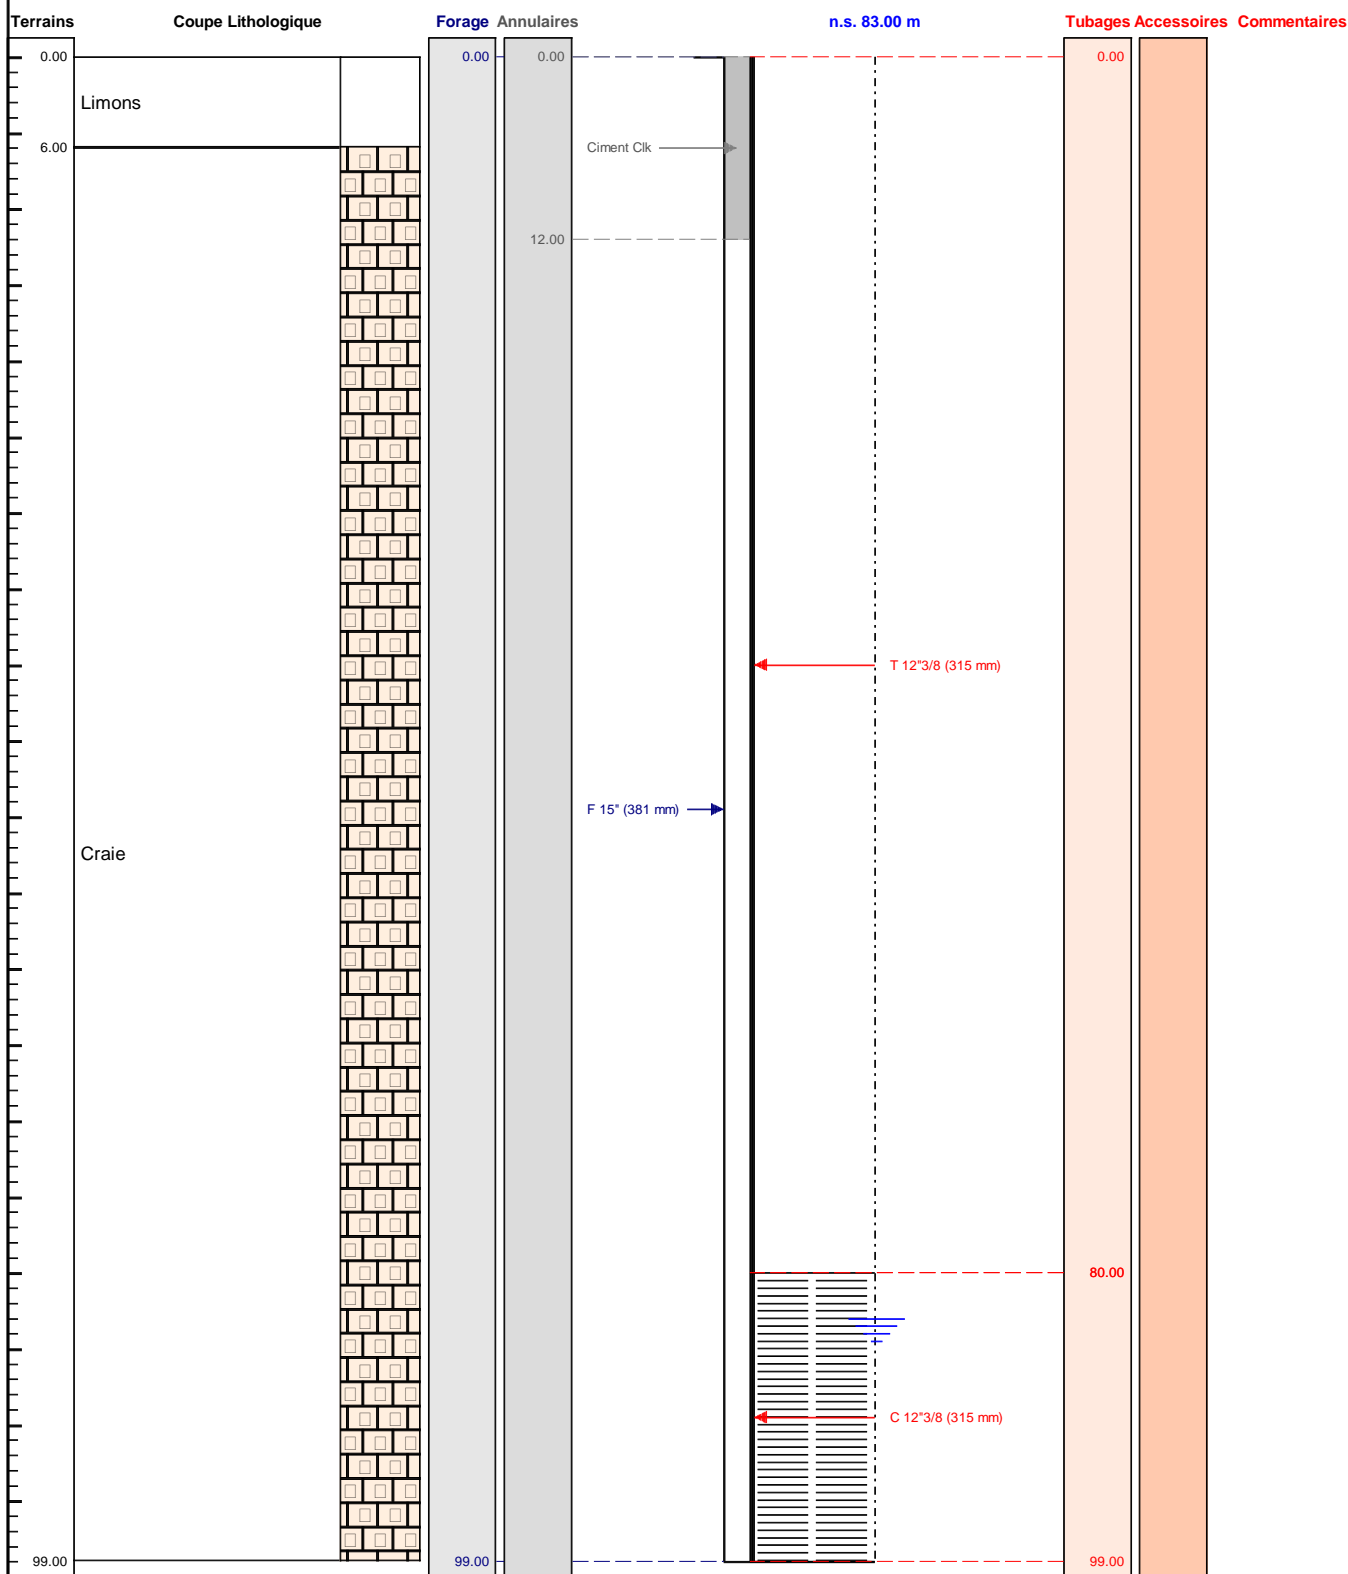 Terrains Coupe Lithologique Forage Annulaires n.s. 83.00 m Tubages Accessoires Commentaires
0.00 0.00 0.00 0.00
Limons
6.00 Ciment Clk
12.00
T 12"3/8 (315 mm)
F 15" (381 mm)
Craie
80.00
C 12"3/8 (315 mm)
99.00 99.00 99.00